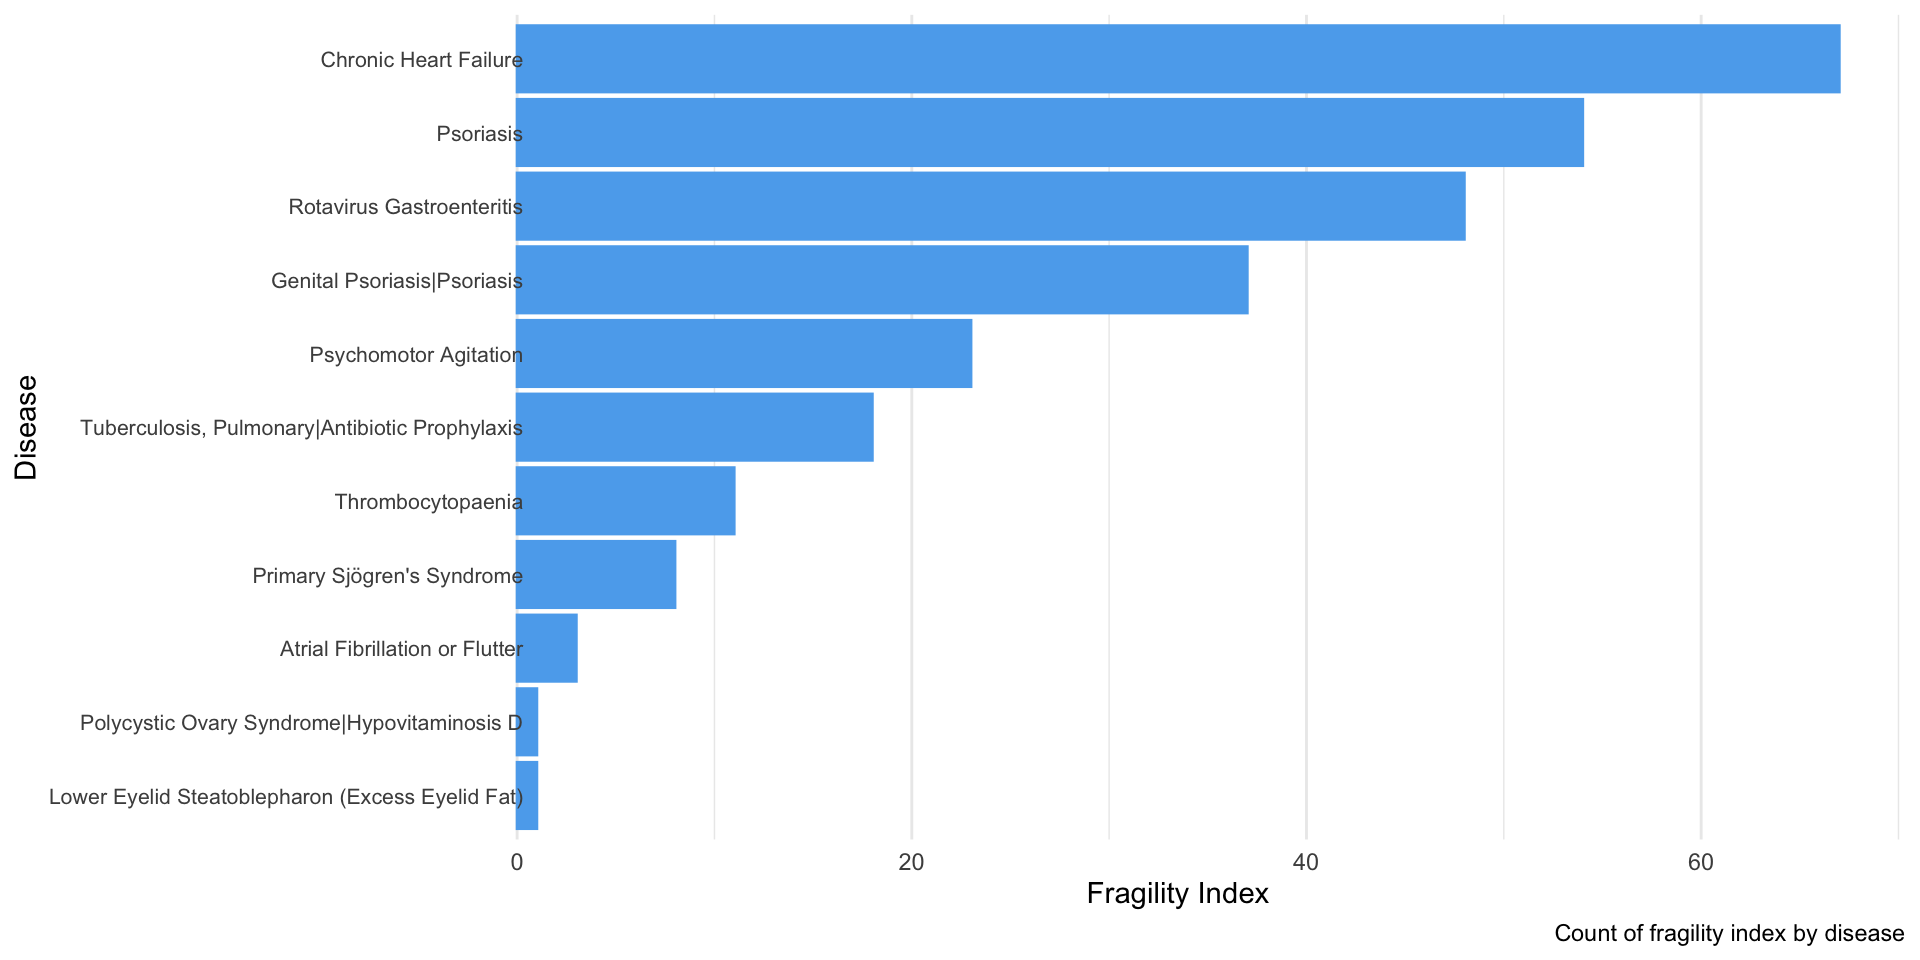 Chronic Heart Failure
Psoriasis
Rotavirus Gastroenteritis
Genital Psoriasis|Psoriasis
Psychomotor Agitation
Tuberculosis, Pulmonary|Antibiotic Prophylaxis
Thrombocytopaenia
Primary Sjögren's Syndrome
Atrial Fibrillation or Flutter
Polycystic Ovary Syndrome|Hypovitaminosis D
Lower Eyelid Steatoblepharon (Excess Eyelid Fat)
Disease
0 20 40 60
Fragility Index
Count of fragility index by disease